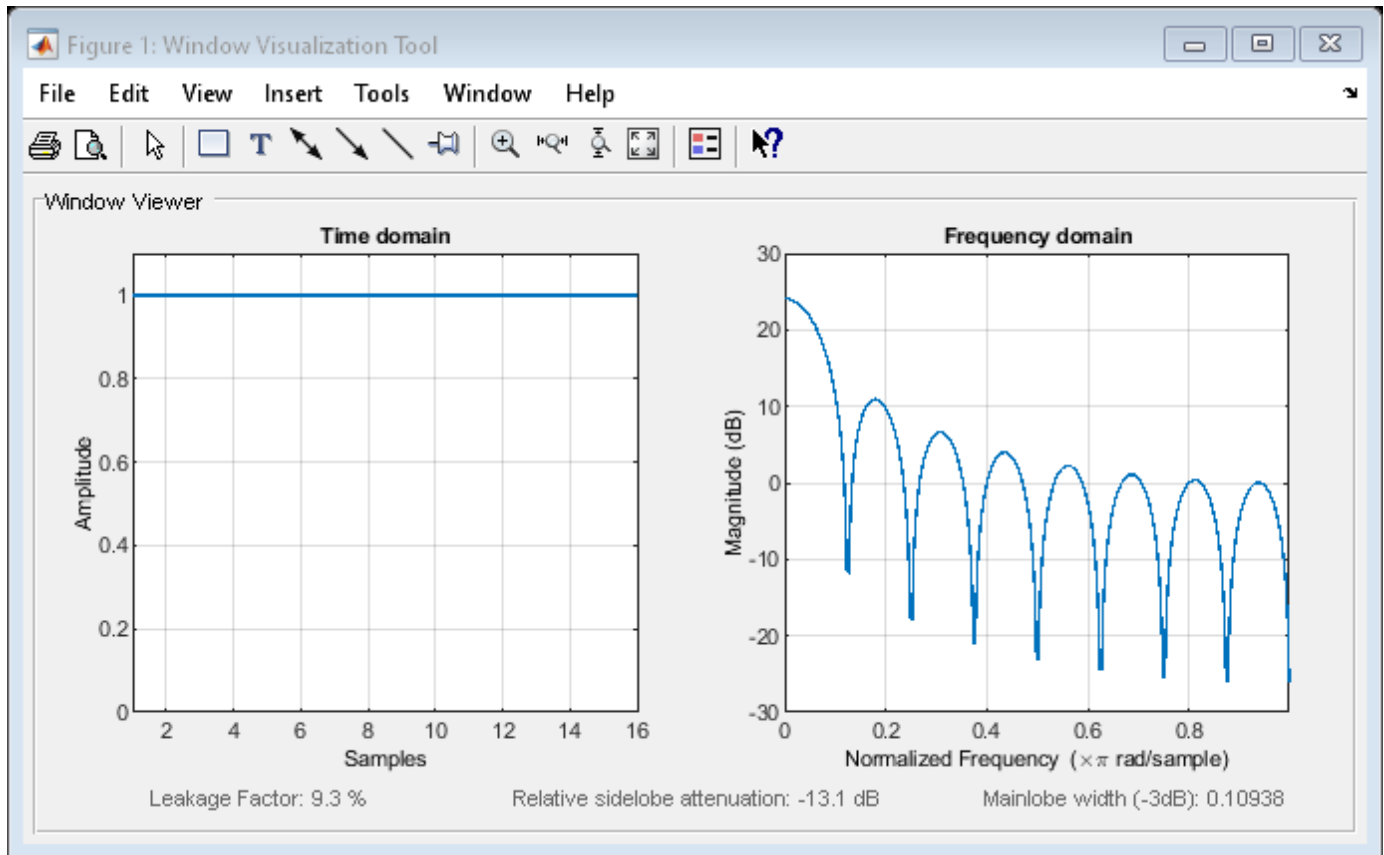 Figure 1: Window Visualization Tool
File Edit View Insert Tools Window Help
T ?
Window Viewer
Time domain
1
0.8
0.6
0.4
0.2
0
Amplitude
2 4 6 8 10 12 14 16
Samples
Frequency domain
30
20
10
0
-10
-20
-30
Magnitude (dB)
0 0.2 0.4 0.6 0.8
Normalized Frequency (×π rad/sample)
Leakage Factor: 9.3 % Relative sidelobe attenuation: -13.1 dB Mainlobe width (-3dB): 0.10938